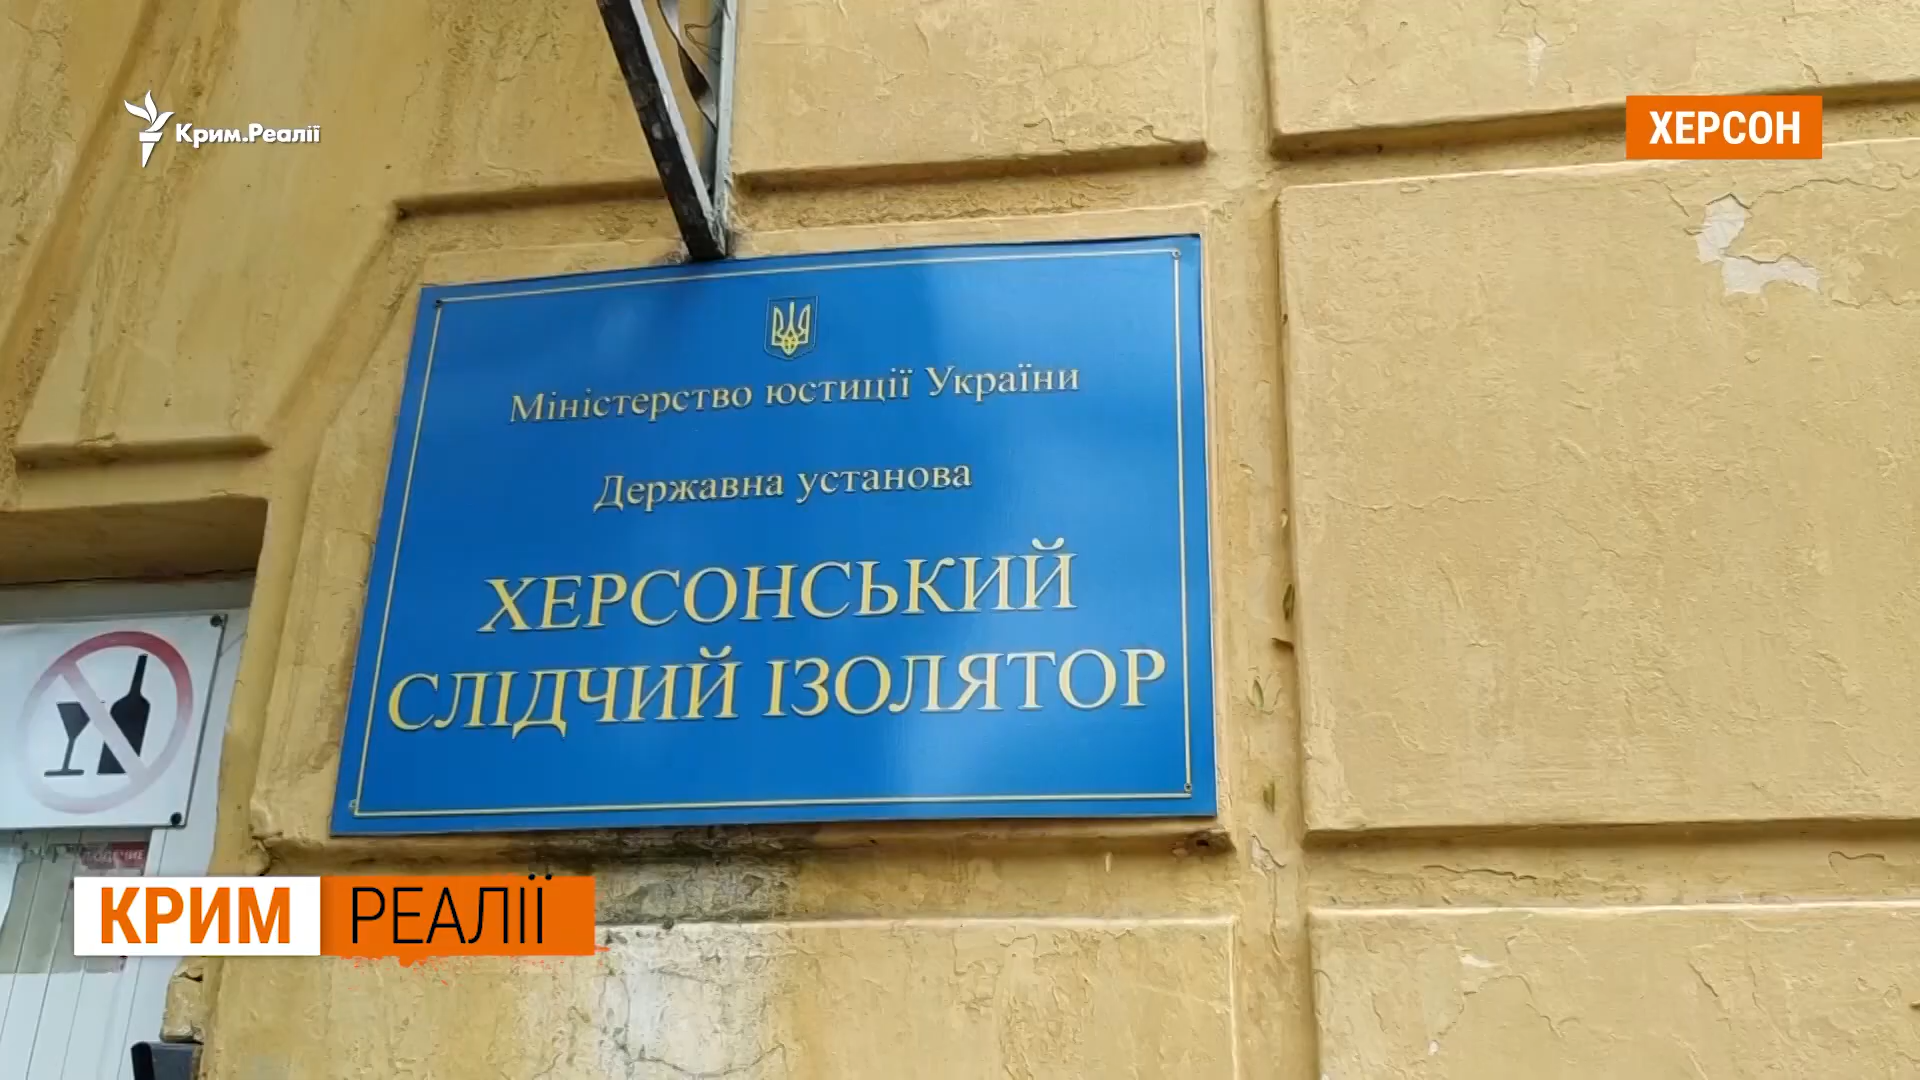 Крим.Реалії
ХЕРСОН
Міністерство юстиції України
Державна установа
ХЕРСОНСЬКИЙ
СЛІДЧИЙ ІЗОЛЯТОР
КРИМ РЕАЛІЇ